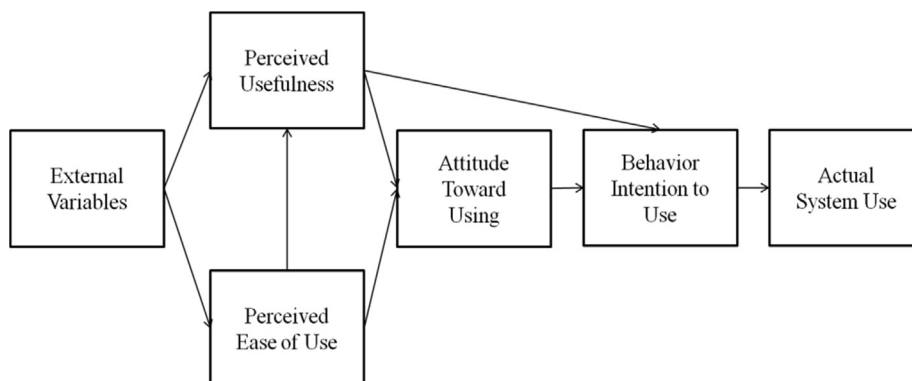 Perceived
Usefulness
External
Variables
Attitude
Toward
Using
Behavior
Intention to
Use
Actual
System Use
Perceived
Ease of Use